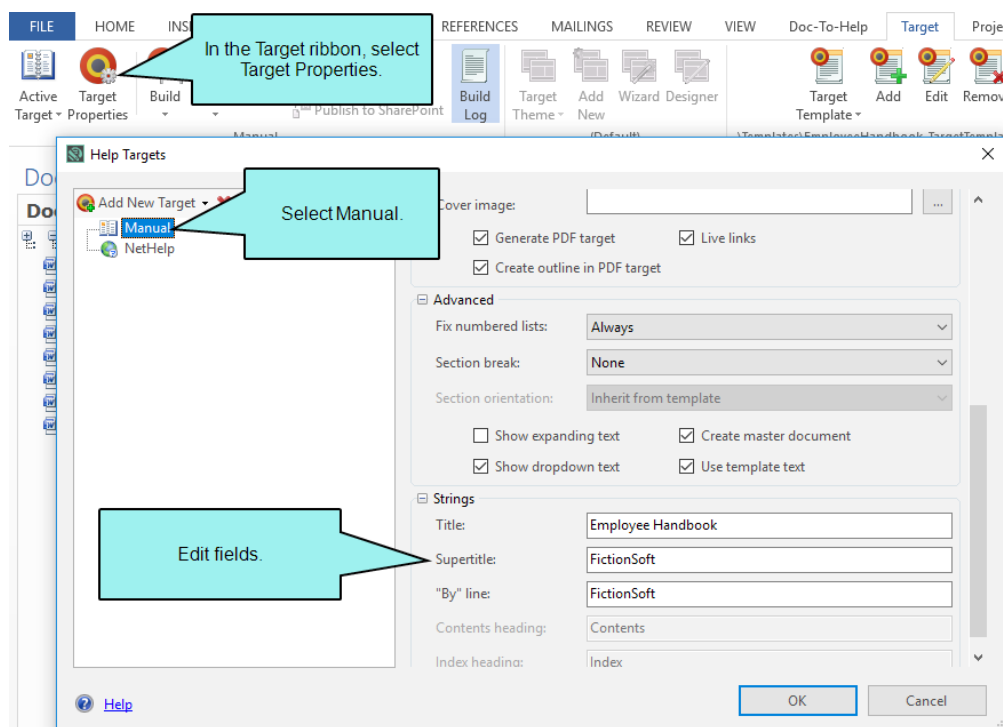 FILE HOME INS REFERENCES MAILINGS REVIEW VIEW Doc-To-Help Target Proje
In the Target ribbon, select
Target Properties.
Active Target Build Build Target Add Wizard Designer Target Add Edit Remov
Target Properties Log Theme New Template
Publish to SharePoint
Manual (Default) \Templates\EmployeeHandbook_TargetTempla
Do
Doc
Help Targets
Add New Target
Manual
NetHelp
Select Manual.
Cover image: ...
Generate PDF target Live links
Create outline in PDF target
Advanced
Fix numbered lists: Always
Section break: None
Section orientation: Inherit from template
Show expanding text Create master document
Show dropdown text Use template text
Strings
Title: Employee Handbook
Edit fields.
Supertitle: FictionSoft
"By" line: FictionSoft
Contents heading: Contents
Index heading: Index
Help
OK Cancel